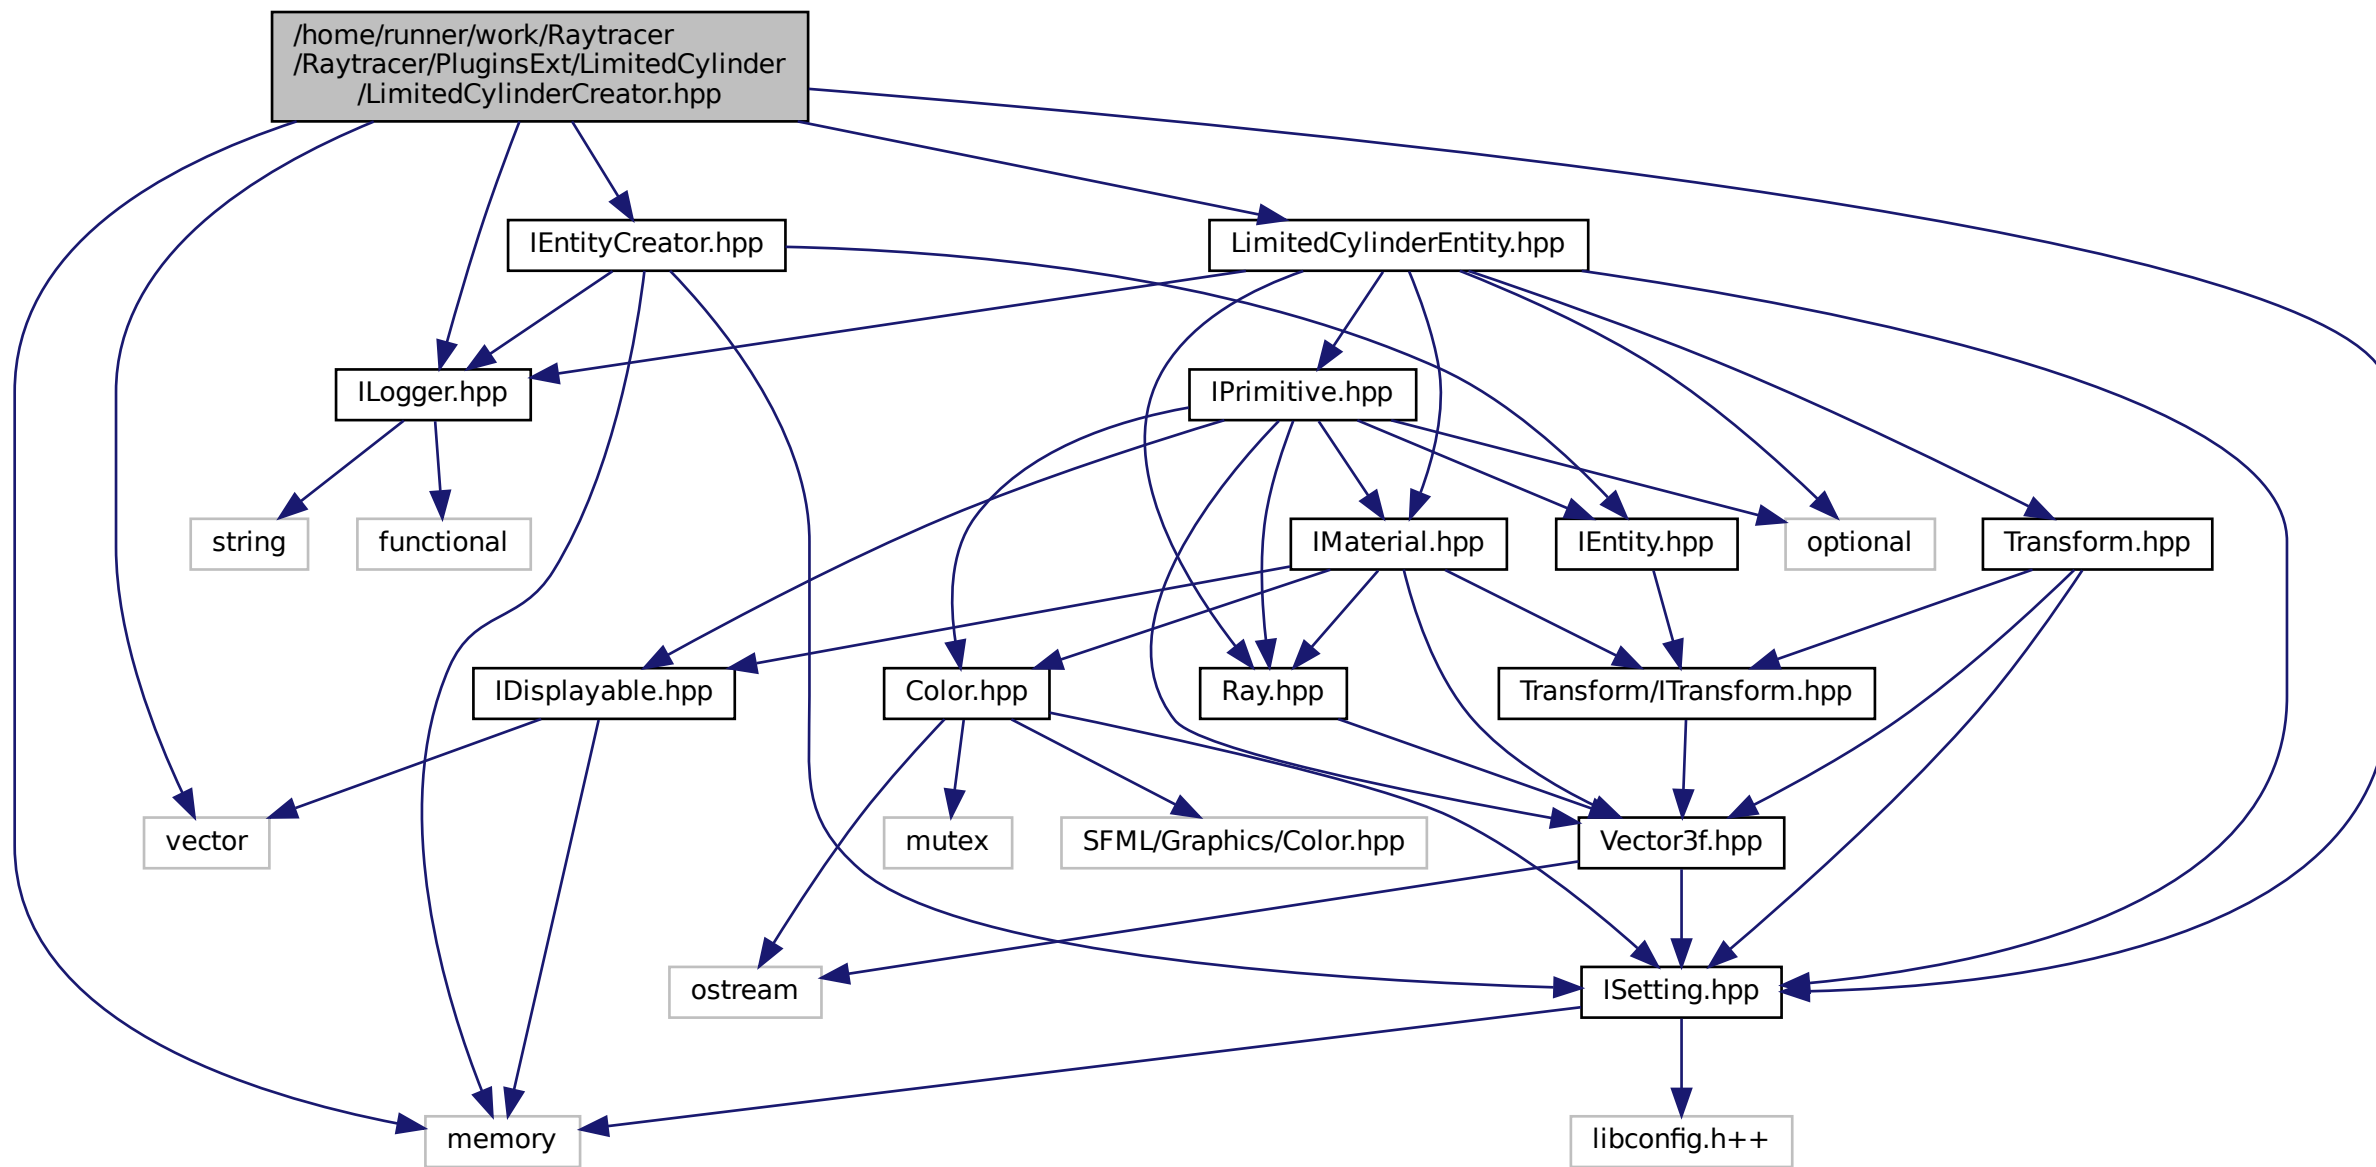 /home/runner/work/Raytracer
/Raytracer/PluginsExt/LimitedCylinder
/LimitedCylinderCreator.hpp
IEntityCreator.hpp
LimitedCylinderEntity.hpp
ILogger.hpp
IPrimitive.hpp
string
functional
IMaterial.hpp
IEntity.hpp
optional
Transform.hpp
IDisplayable.hpp
Color.hpp
Ray.hpp
Transform/ITransform.hpp
vector
mutex
SFML/Graphics/Color.hpp
Vector3f.hpp
ostream
ISetting.hpp
memory
libconfig.h++